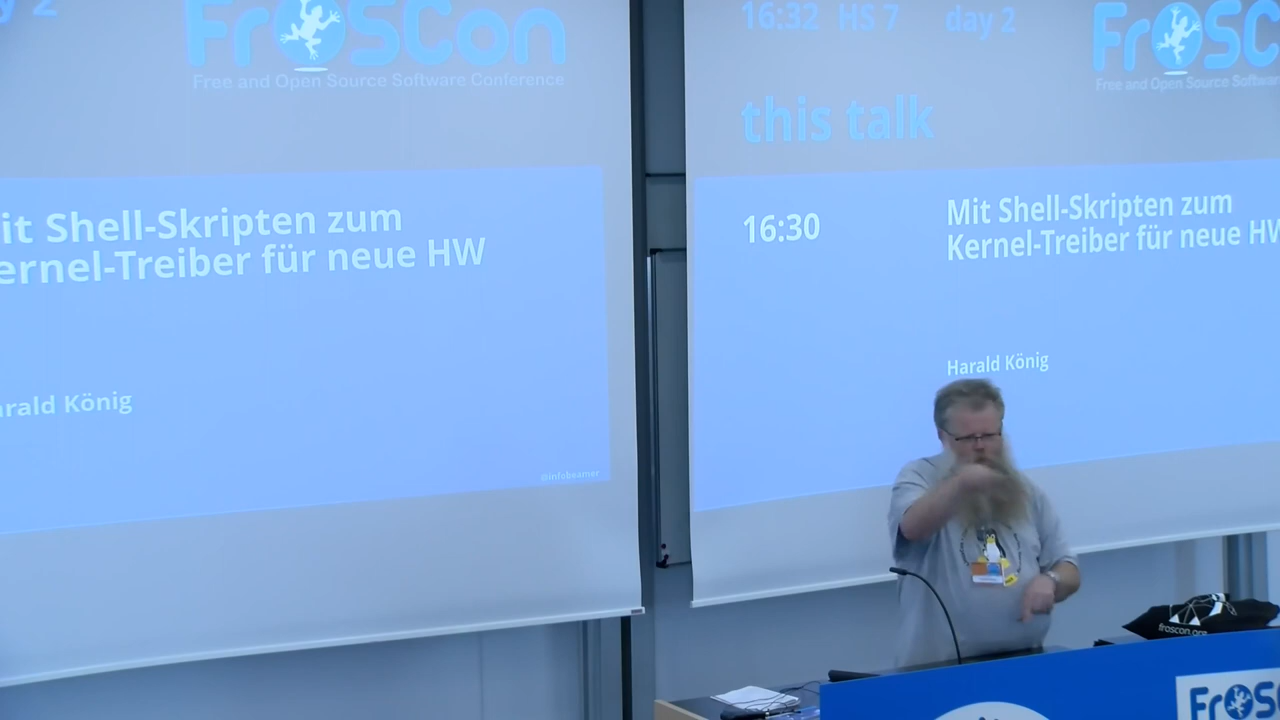 y 2
FrOSCon
Free and Open Source Software Conference
it Shell-Skripten zum
ernel-Treiber für neue HW
arald König
@infobeamer
16:32 HS 7 day 2
FrOSC
Free and Open Source Software
this talk
16:30
Mit Shell-Skripten zum
Kernel-Treiber für neue HW
Harald König
froscon.org
FrOSC